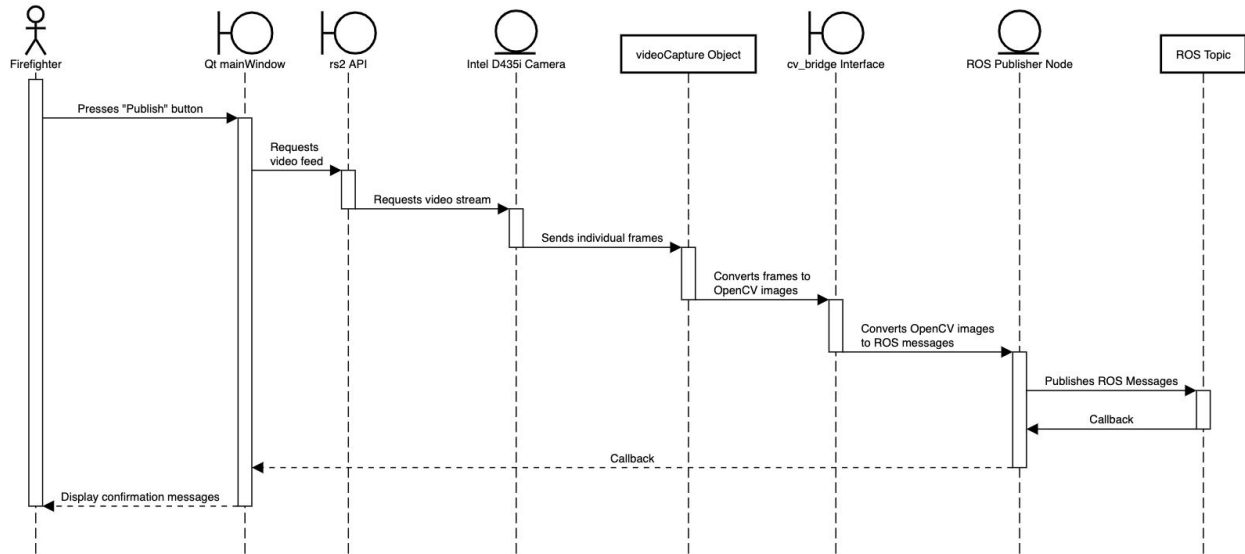 Firefighter
Qt mainWindow
rs2 API
Intel D435i Camera
videoCapture Object
cv_bridge Interface
ROS Publisher Node
ROS Topic
Presses "Publish" button
Requests
video feed
Requests video stream
Sends individual frames
Converts frames to
OpenCV images
Converts OpenCV images
to ROS messages
Publishes ROS Messages
Callback
Callback
Display confirmation messages